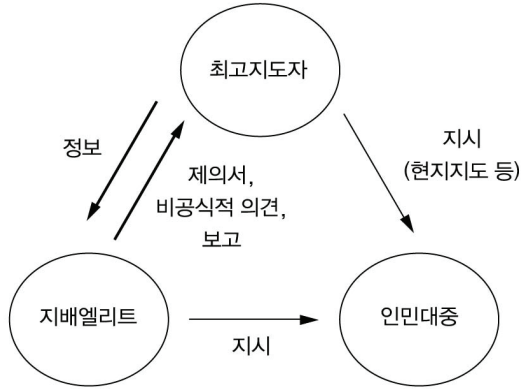 최고지도자
정보
제의서,
비공식적 의견,
보고
지시
(현지지도 등)
지배엘리트
지시
인민대중